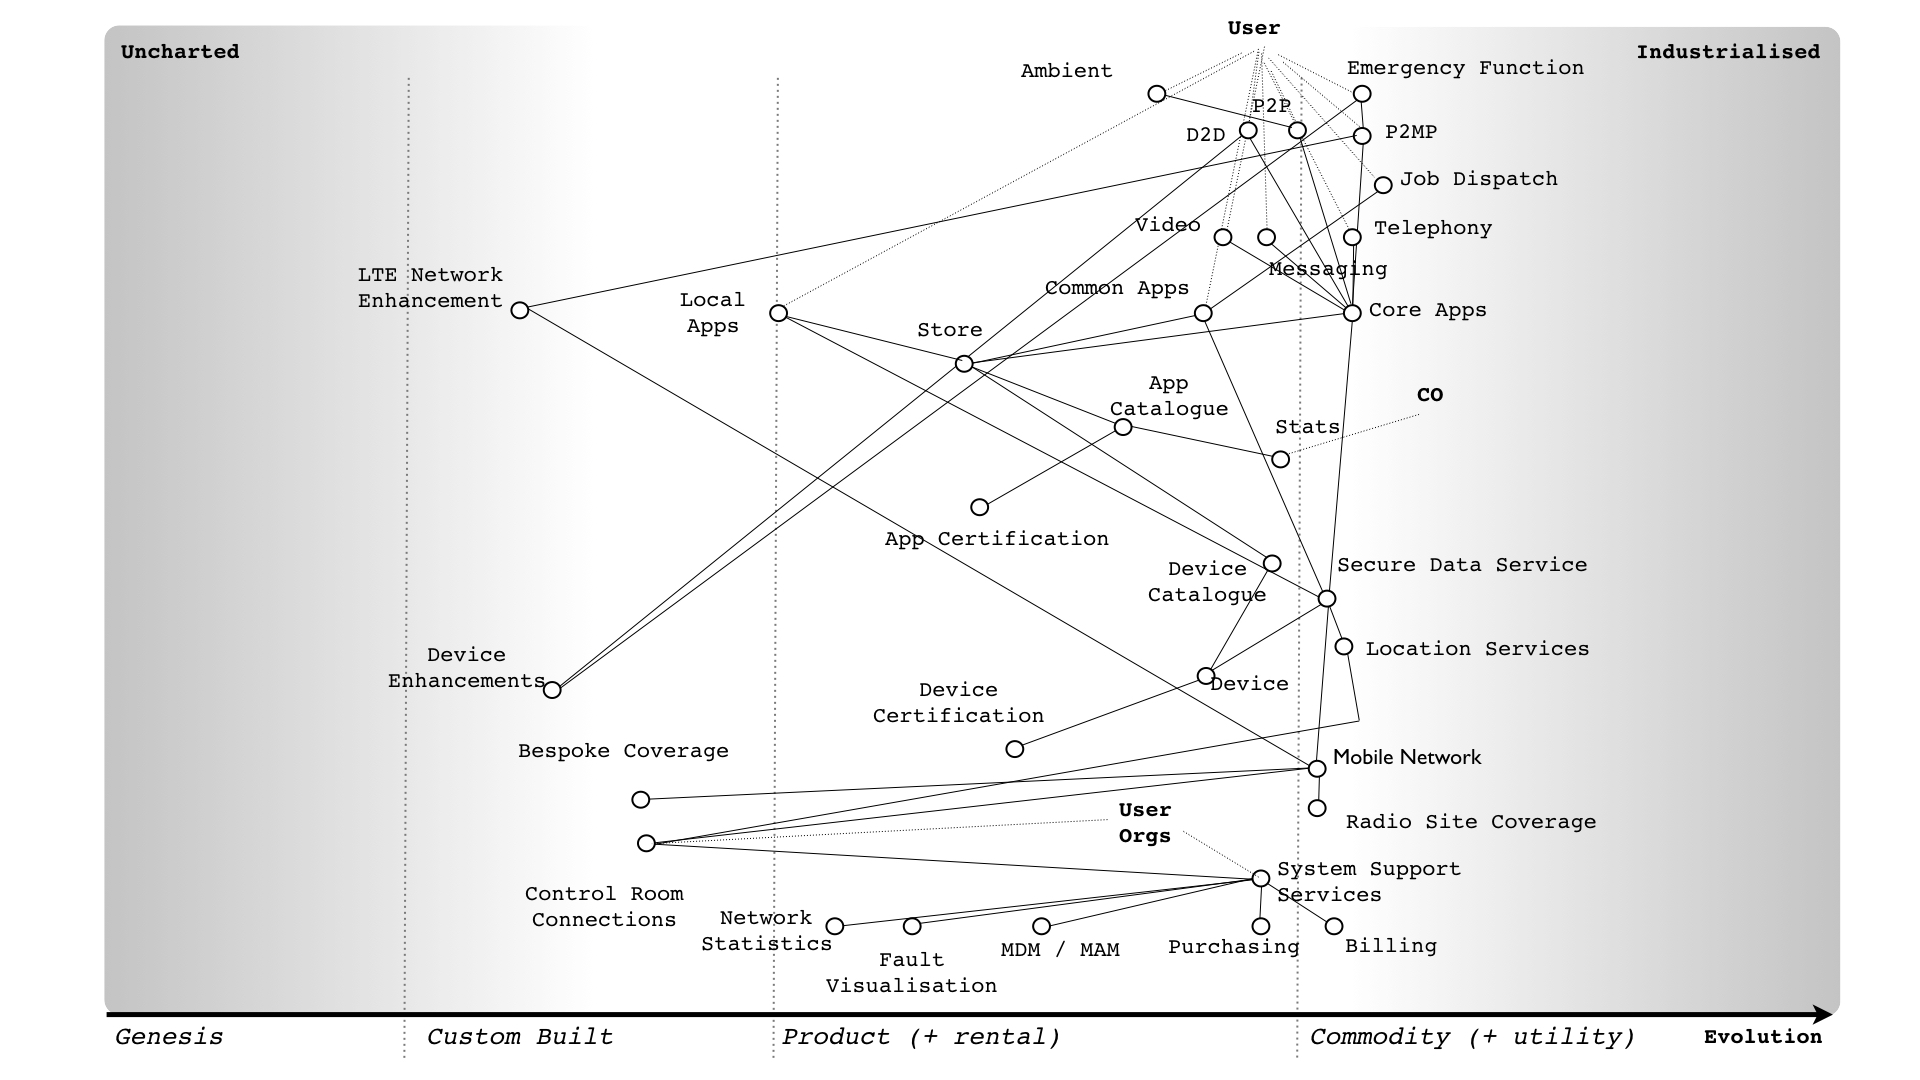 User
Uncharted
Industrialised
Ambient
Emergency Function
P2P
D2D
P2MP
Job Dispatch
Video
Telephony
Messaging
LTE Network
Enhancement
Local
Apps
Common Apps
Core Apps
Store
App
Catalogue
CO
Stats
App Certification
Device
Catalogue
Secure Data Service
Location Services
Device
Enhancements
Device
Device
Certification
Bespoke Coverage
Mobile Network
User
Orgs
Radio Site Coverage
System Support
Services
Control Room
Connections
Network
Statistics
Fault
Visualisation
MDM / MAM
Purchasing
Billing
Genesis
Custom Built
Product (+ rental)
Commodity (+ utility)
Evolution